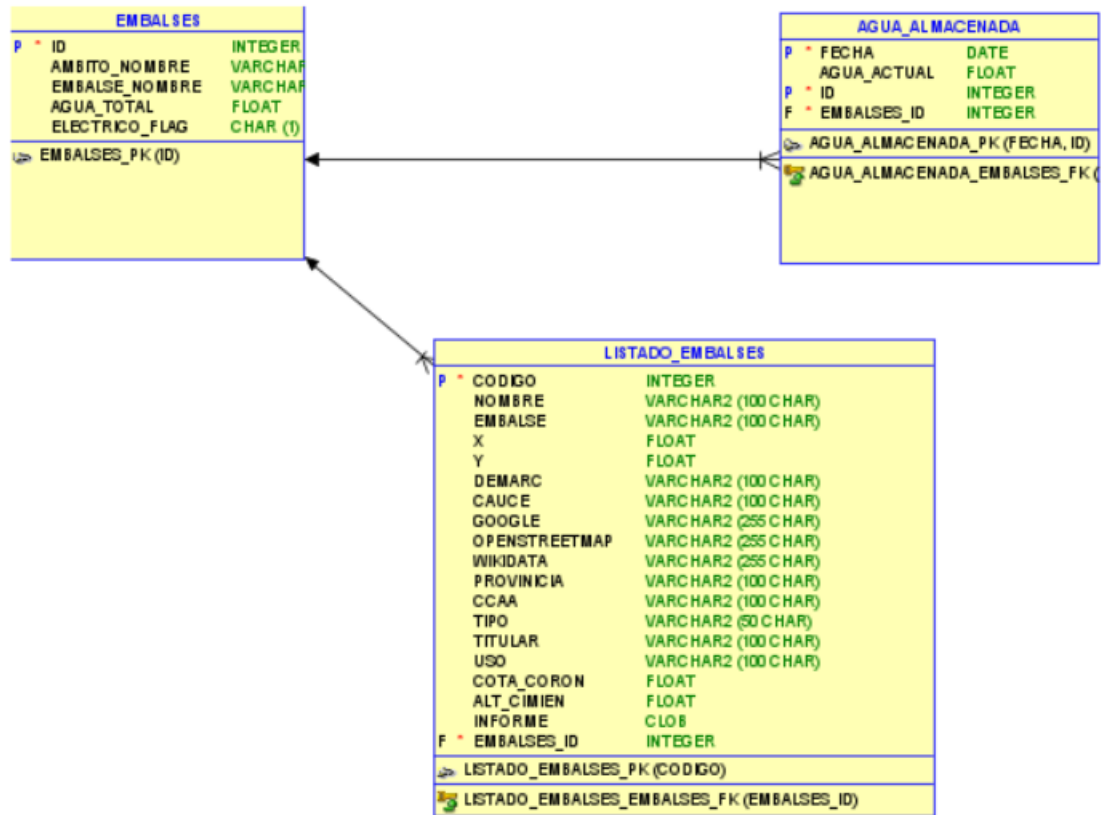 EMBALSES
P * ID INTEGER
AMBITO_NOMBRE VARCHAR
EMBALSE_NOMBRE VARCHAR
AGUA_TOTAL FLOAT
ELECTRICO_FLAG CHAR (1)
EMBALSES_PK (ID)
AGUA_ALMACENADA
P * FECHA DATE
AGUA_ACTUAL FLOAT
P * ID INTEGER
F * EMBALSES_ID INTEGER
AGUA_ALMACENADA_PK (FECHA, ID)
AGUA_ALMACENADA_EMBALSES_FK (
LISTADO_EMBALSES
P * CODIGO INTEGER
NOMBRE VARCHAR2 (100 CHAR)
EMBALSE VARCHAR2 (100 CHAR)
X FLOAT
Y FLOAT
DEMARC VARCHAR2 (100 CHAR)
CAUCE VARCHAR2 (100 CHAR)
GOOGLE VARCHAR2 (255 CHAR)
OPENSTREETMAP VARCHAR2 (255 CHAR)
WIKIDATA VARCHAR2 (255 CHAR)
PROVINICIA VARCHAR2 (100 CHAR)
CCAA VARCHAR2 (100 CHAR)
TIPO VARCHAR2 (50 CHAR)
TITULAR VARCHAR2 (100 CHAR)
USO VARCHAR2 (100 CHAR)
COTA_CORON FLOAT
ALT_CIMIEN FLOAT
INFORME CLOB
F * EMBALSES_ID INTEGER
LISTADO_EMBALSES_PK (CODIGO)
LISTADO_EMBALSES_EMBALSES_FK (EMBALSES_ID)